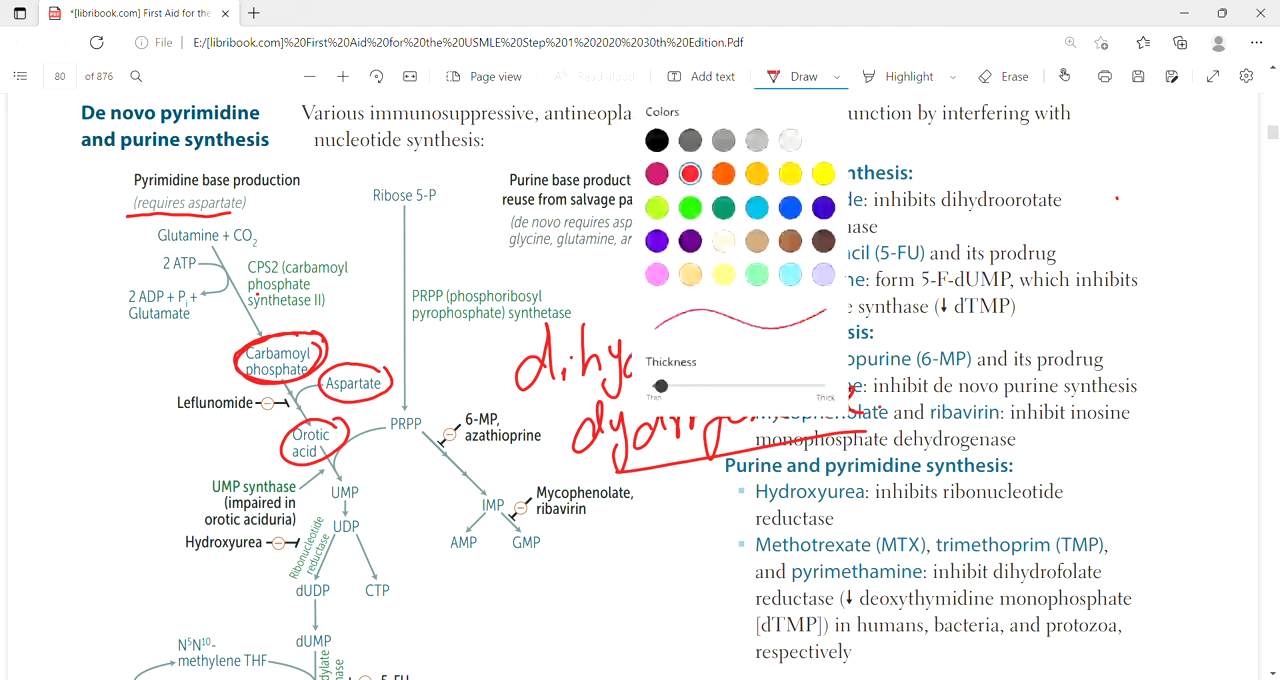 *[libribook.com] First Aid for the
File
E:/[libribook.com]%20First%20Aid%20for%20the%20USMLE%20Step%201%202020%2030th%20Edition.Pdf
80 of 876
Page view
Read aloud
Add text
Draw
Highlight
Erase
De novo pyrimidine
and purine synthesis
Various immunosuppressive, antineopla
unction by interfering with
nucleotide synthesis:
Colors
Thickness
Thin
Thick
Pyrimidine base production
(requires aspartate)
Glutamine + CO2
2 ATP
2 ADP + Pi +
Glutamate
CPS2 (carbamoyl
phosphate
synthetase II)
Carbamoyl
phosphate
Aspartate
Leflunomide
Orotic
acid
UMP synthase
(impaired in
orotic aciduria)
UMP
Hydroxyurea
UDP
Ribonucleotide
reductase
dUDP
CTP
dUMP
N5N10-
methylene THF
5-FU
Ribose 5-P
PRPP (phosphoribosyl
pyrophosphate) synthetase
PRPP
6-MP,
azathioprine
Mycophenolate,
ribavirin
IMP
AMP
GMP
Purine base product
reuse from salvage pa
(de novo requires asp
glycine, glutamine, ar
dihy
nthesis:
de: inhibits dihydroorotate
ase
cil (5-FU) and its prodrug
ne: form 5-F-dUMP, which inhibits
e synthase (↓ dTMP)
sis:
opurine (6-MP) and its prodrug
e: inhibit de novo purine synthesis
Mycophenolate and ribavirin: inhibit inosine
monophosphate dehydrogenase
Purine and pyrimidine synthesis:
▪ Hydroxyurea: inhibits ribonucleotide
reductase
▪ Methotrexate (MTX), trimethoprim (TMP),
and pyrimethamine: inhibit dihydrofolate
reductase (↓ deoxythymidine monophosphate
[dTMP]) in humans, bacteria, and protozoa,
respectively